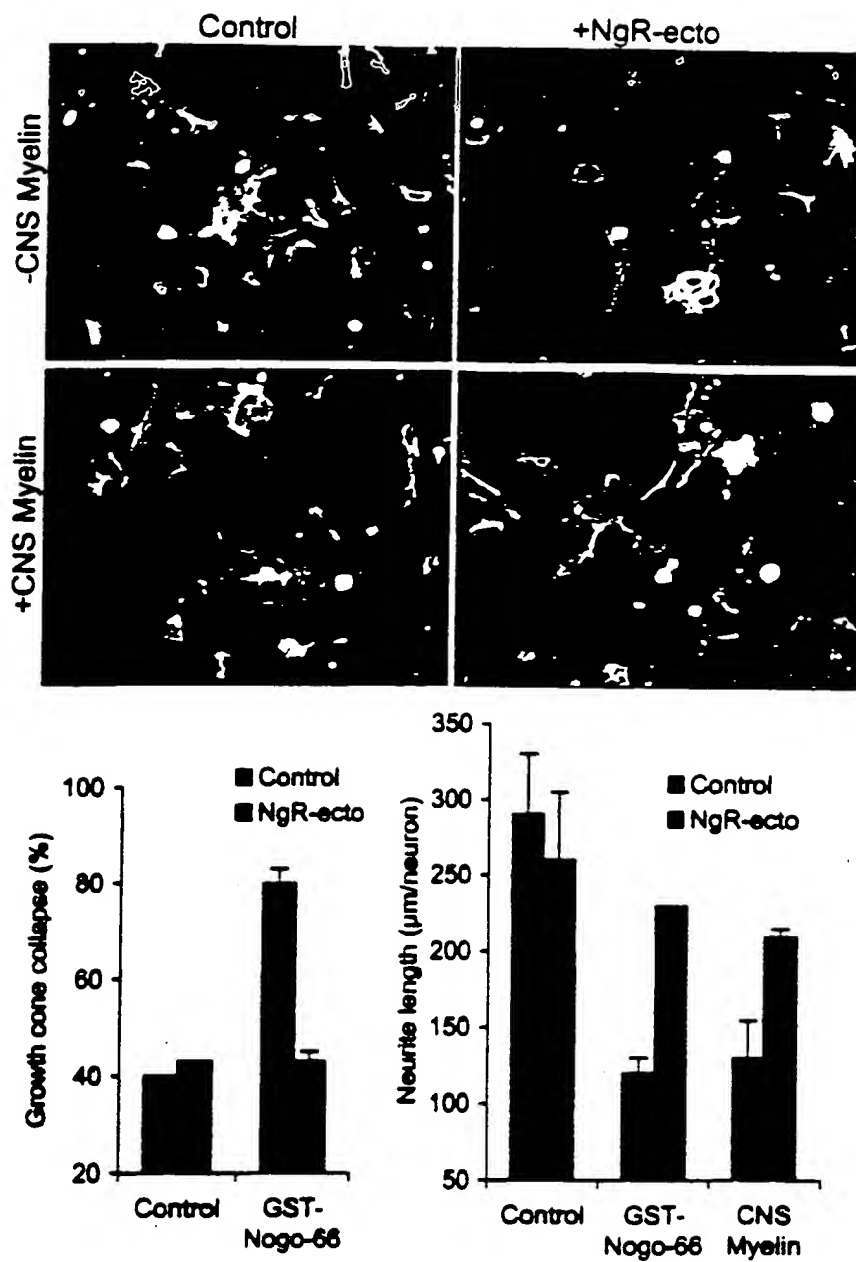 Control
+NgR-ecto
-CNS Myelin
+CNS Myelin
Growth cone collapse (%)
100
80
60
40
20
Control
NgR-ecto
Control
GST-
Nogo-66
Neurite length (µm/neuron)
350
300
250
200
150
100
50
Control
NgR-ecto
Control
GST-
Nogo-66
CNS
Myelin